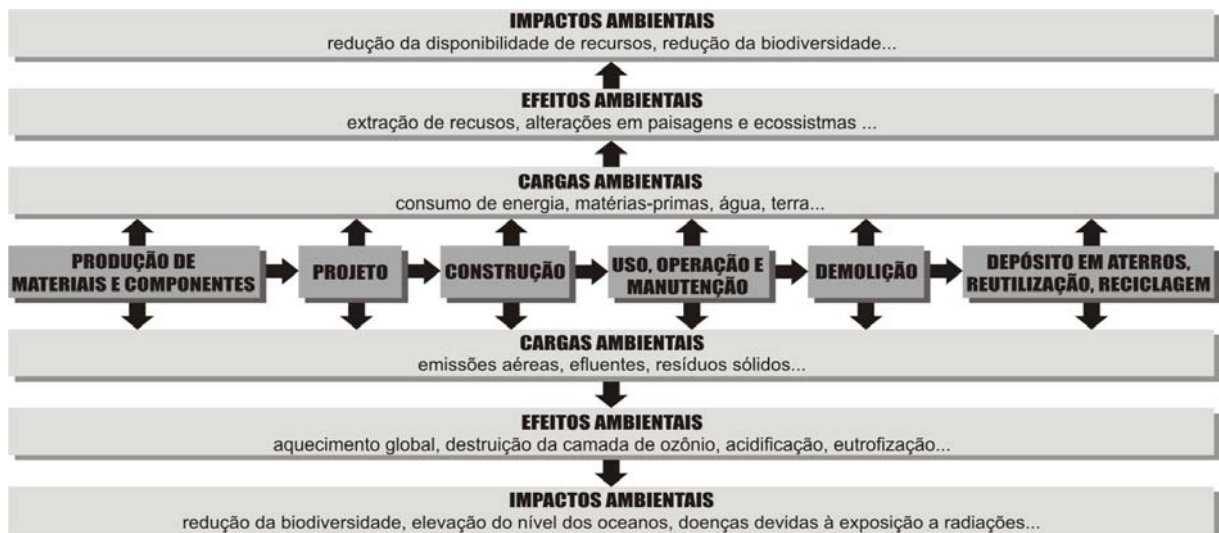 IMPACTOS AMBIENTAIS
redução da disponibilidade de recursos, redução da biodiversidade...
EFEITOS AMBIENTAIS
extração de recusos, alterações em paisagens e ecossistmas ...
CARGAS AMBIENTAIS
consumo de energia, matérias-primas, água, terra...
PRODUÇÃO DE
MATERIAIS E COMPONENTES
PROJETO
CONSTRUÇÃO
USO, OPERAÇÃO E
MANUTENÇÃO
DEMOLIÇÃO
DEPÓSITO EM ATERROS,
REUTILIZAÇÃO, RECICLAGEM
CARGAS AMBIENTAIS
emissões aéreas, efluentes, resíduos sólidos...
EFEITOS AMBIENTAIS
aquecimento global, destruição da camada de ozônio, acidificação, eutrofização...
IMPACTOS AMBIENTAIS
redução da biodiversidade, elevação do nível dos oceanos, doenças devidas à exposição a radiações...